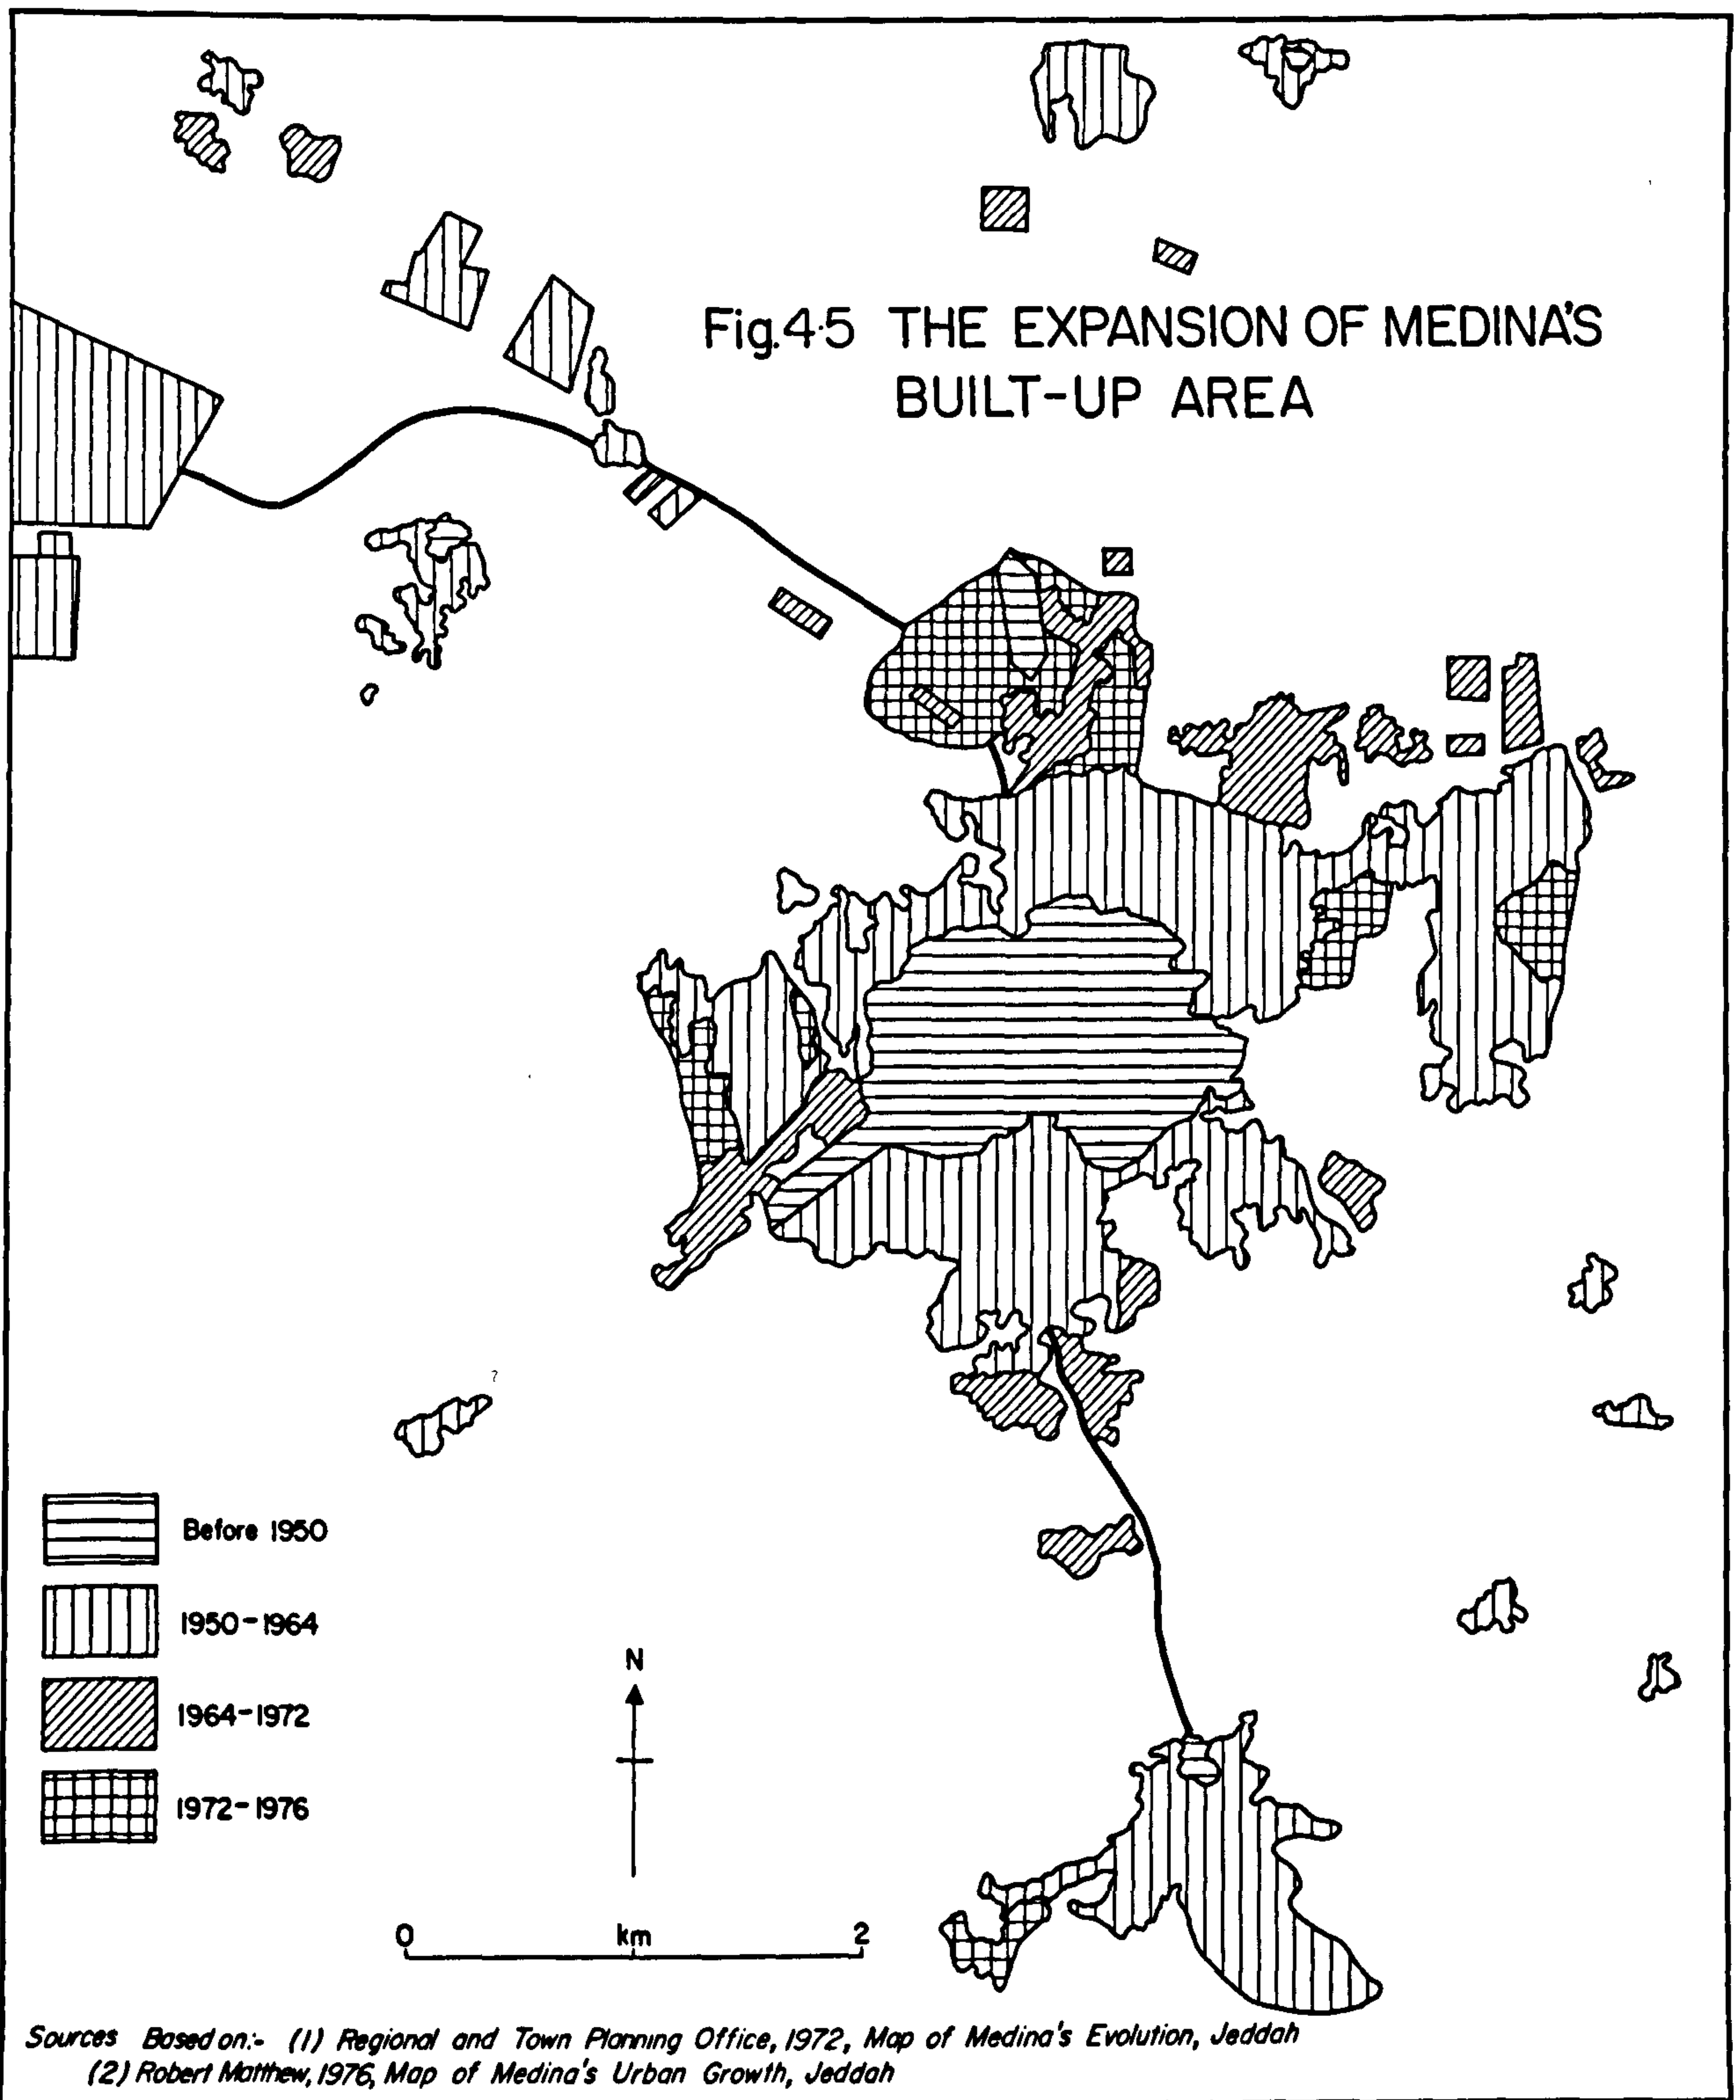 Fig.4·5 THE EXPANSION OF MEDINA'S
BUILT-UP AREA
?
Before 1950
1950-1964
1964-1972
1972-1976
N
0 km 2
Sources Based on:- (1) Regional and Town Planning Office, 1972, Map of Medina's Evolution, Jeddah
(2) Robert Matthew, 1976, Map of Medina's Urban Growth, Jeddah